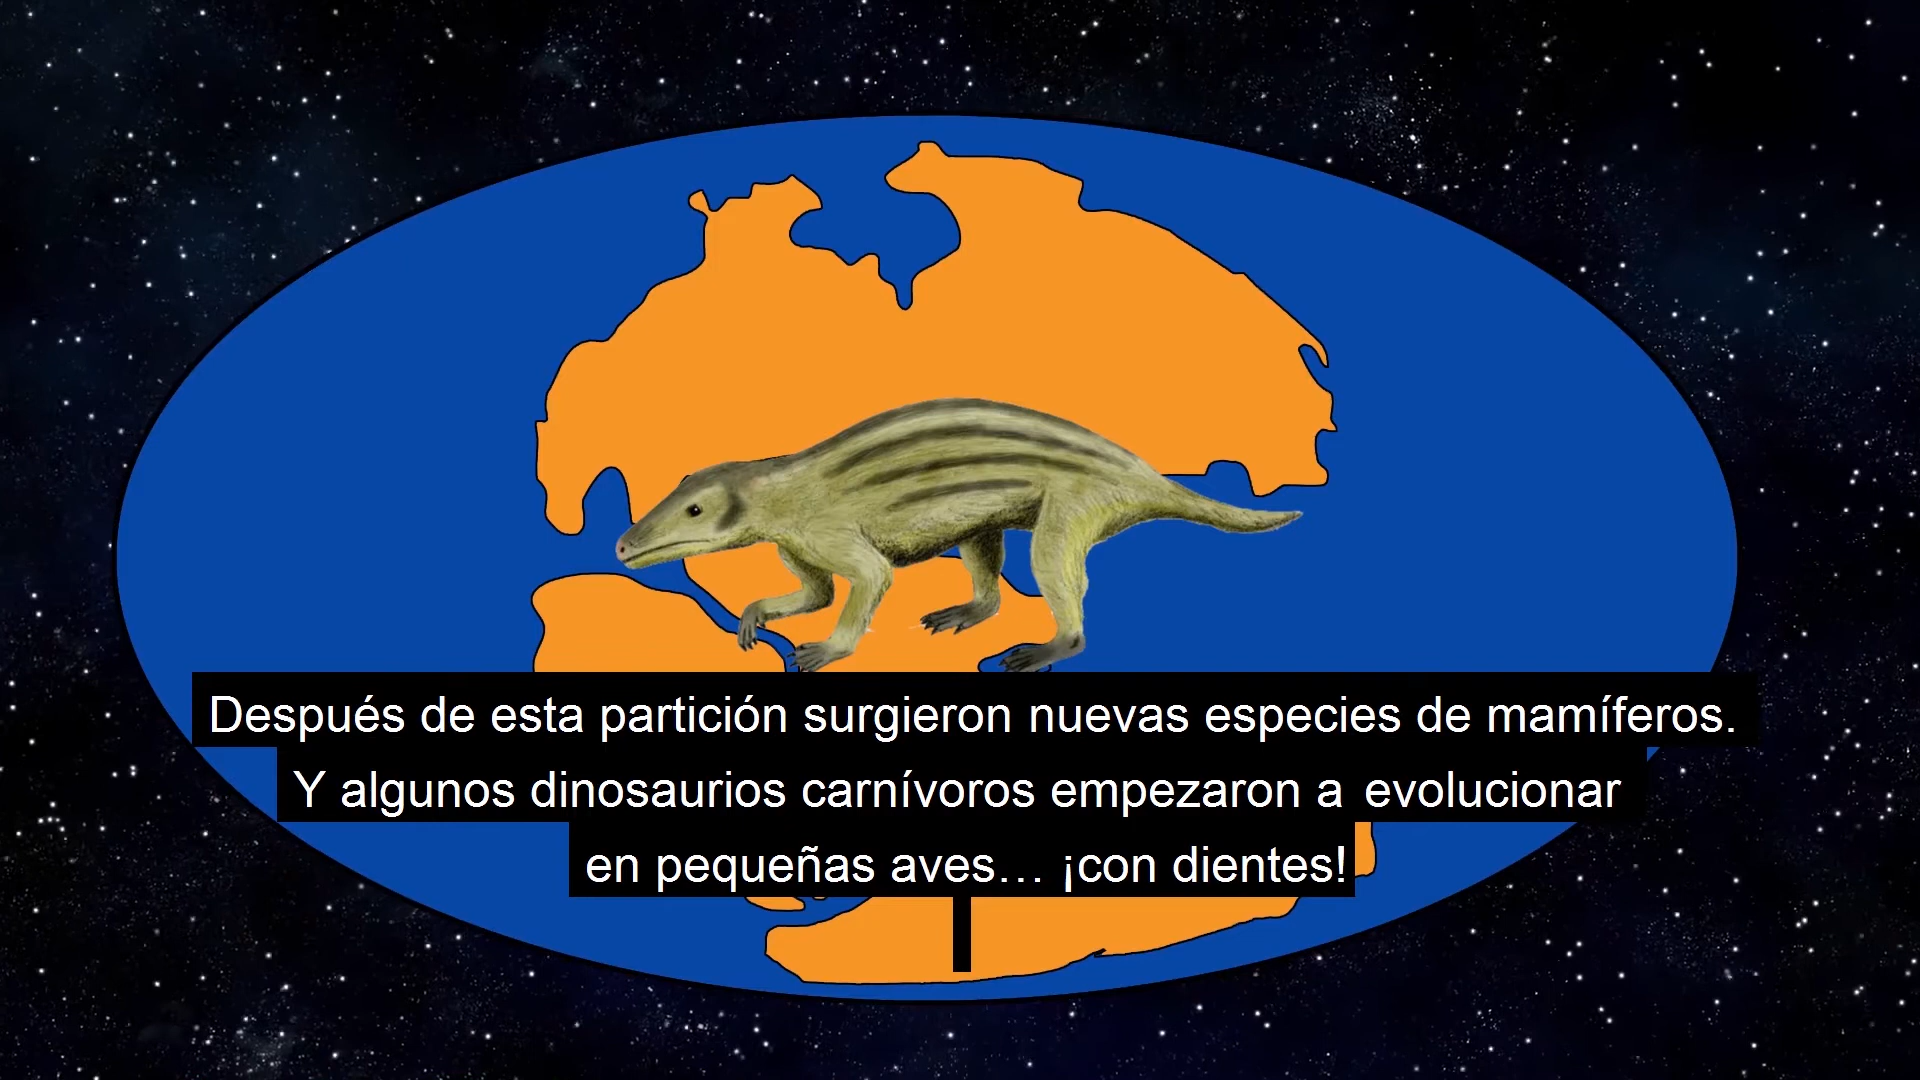 Después de esta partición surgieron nuevas especies de mamíferos.
Y algunos dinosaurios carnívoros empezaron a evolucionar
en pequeñas aves… ¡con dientes!